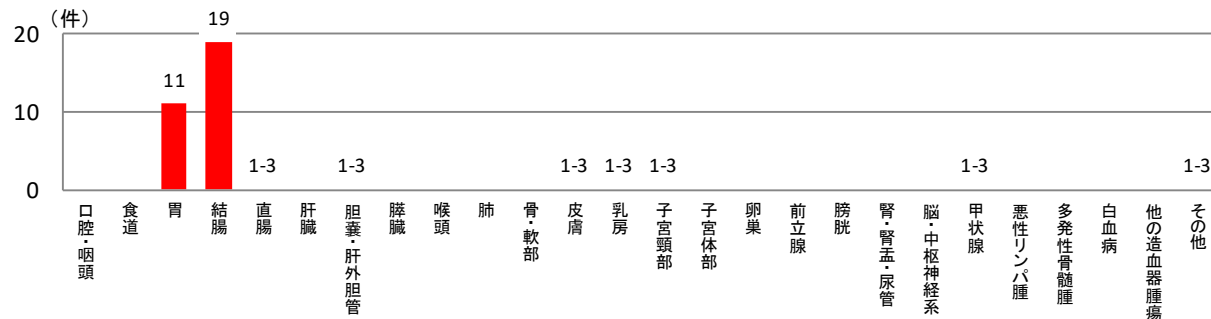 （件）
20
10
0
11
19
1-3
1-3
1-3
1-3
1-3
1-3
1-3
口腔・咽頭
食道
胃
結腸
直腸
肝臓
胆嚢・肝外胆管
膵臓
喉頭
肺
骨・軟部
皮膚
乳房
子宮頸部
子宮体部
卵巣
前立腺
膀胱
腎・腎盂・尿管
脳・中枢神経系
甲状腺
悪性リンパ腫
多発性骨髄腫
白血病
他の造血器腫瘍
その他